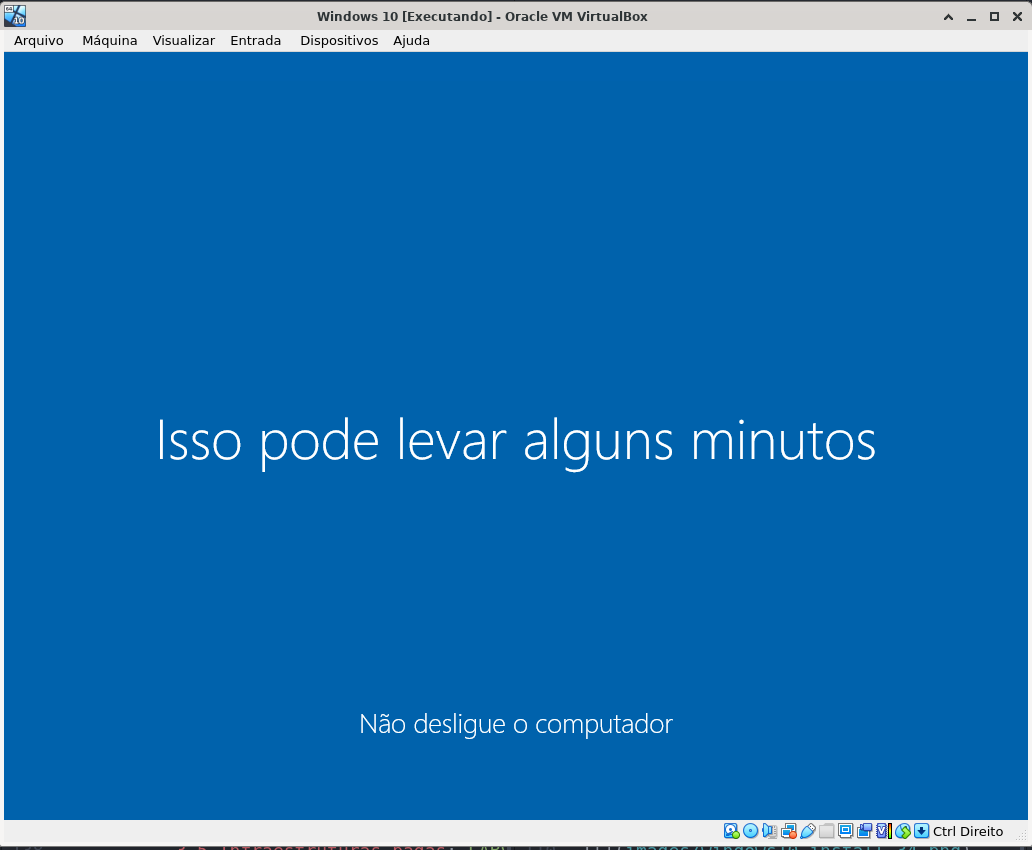 Windows 10 [Executando] - Oracle VM VirtualBox
Arquivo Máquina Visualizar Entrada Dispositivos Ajuda
Isso pode levar alguns minutos
Não desligue o computador
Ctrl Direito